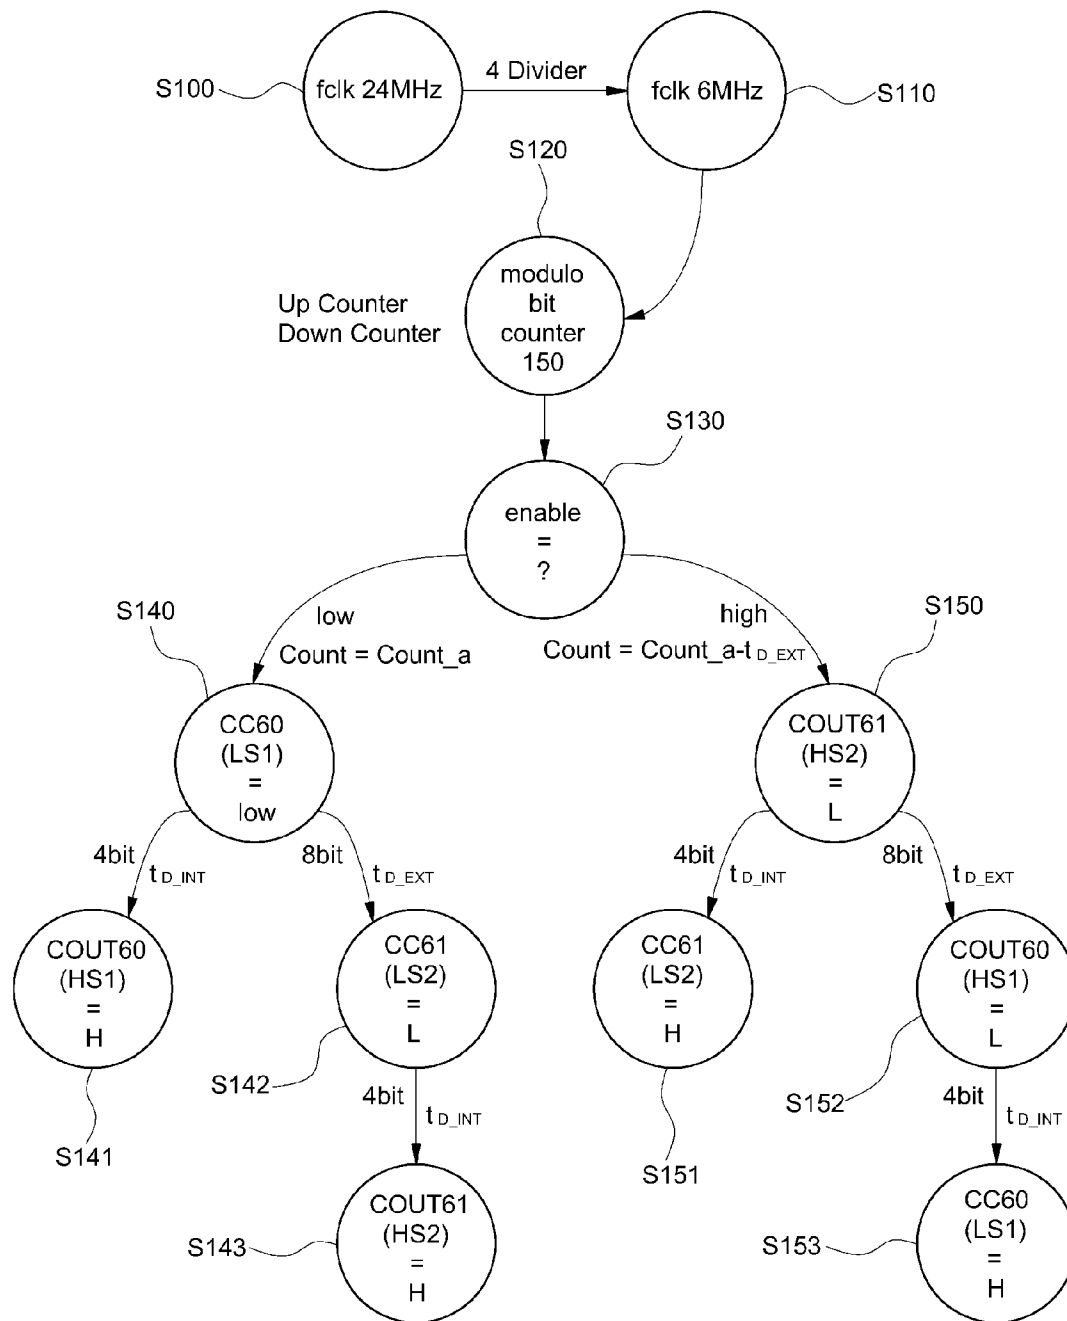 fclk 24MHz
4 Divider
fclk 6MHz
S100
S110
S120
modulo
bit
counter
150
Up Counter
Down Counter
S130
enable
=
?
S140
low
Count = Count_a
high
Count = Count_a-t D_EXT
S150
CC60
(LS1)
=
low
COUT61
(HS2)
=
L
4bit
t D_INT
8bit
t D_EXT
4bit
t D_INT
8bit
t D_EXT
COUT60
(HS1)
=
H
CC61
(LS2)
=
L
CC61
(LS2)
=
H
COUT60
(HS1)
=
L
S141
S142
4bit
t D_INT
S151
S152
4bit
t D_INT
S143
COUT61
(HS2)
=
H
S153
CC60
(LS1)
=
H